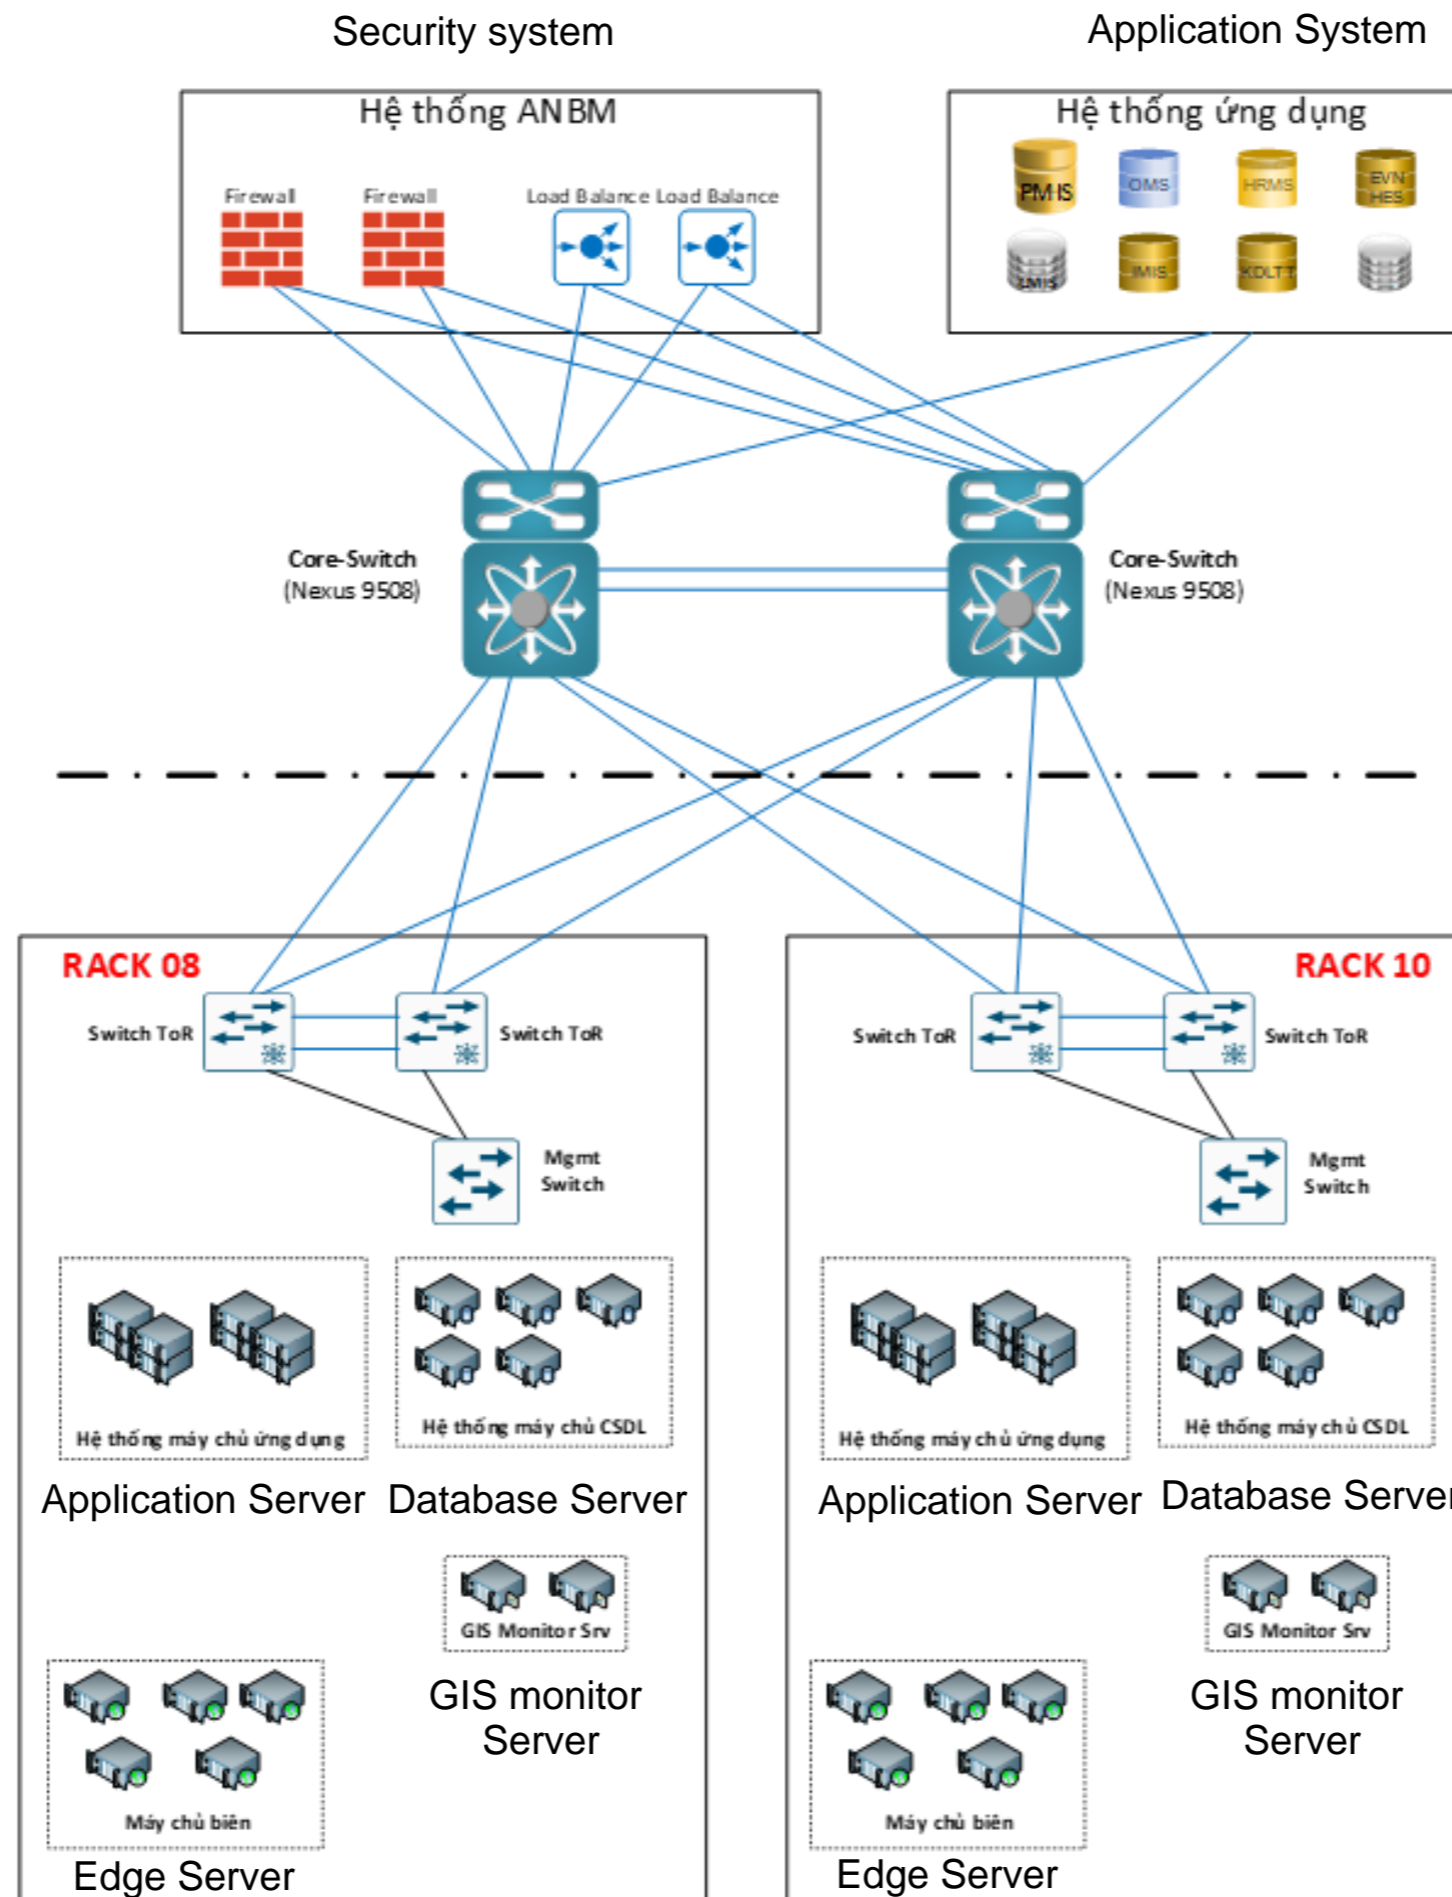 Security system
Application System
Hệ thống ANBM
Hệ thống ứng dụng
Firewall
Firewall
Load Balance
Load Balance
PMIS
OMS
HRMS
EVN
HES
LMIS
IMIS
KDLTT
Core-Switch
(Nexus 9508)
Core-Switch
(Nexus 9508)
RACK 08
Switch ToR
Switch ToR
Mgmt
Switch
Hệ thống máy chủ ứng dụng
Hệ thống máy chủ CSDL
Application Server
Database Server
GIS Monitor Srv
GIS monitor
Server
Máy chủ biên
Edge Server
RACK 10
Switch ToR
Switch ToR
Mgmt
Switch
Hệ thống máy chủ ứng dụng
Hệ thống máy chủ CSDL
Application Server
Database Server
GIS Monitor Srv
GIS monitor
Server
Máy chủ biên
Edge Server